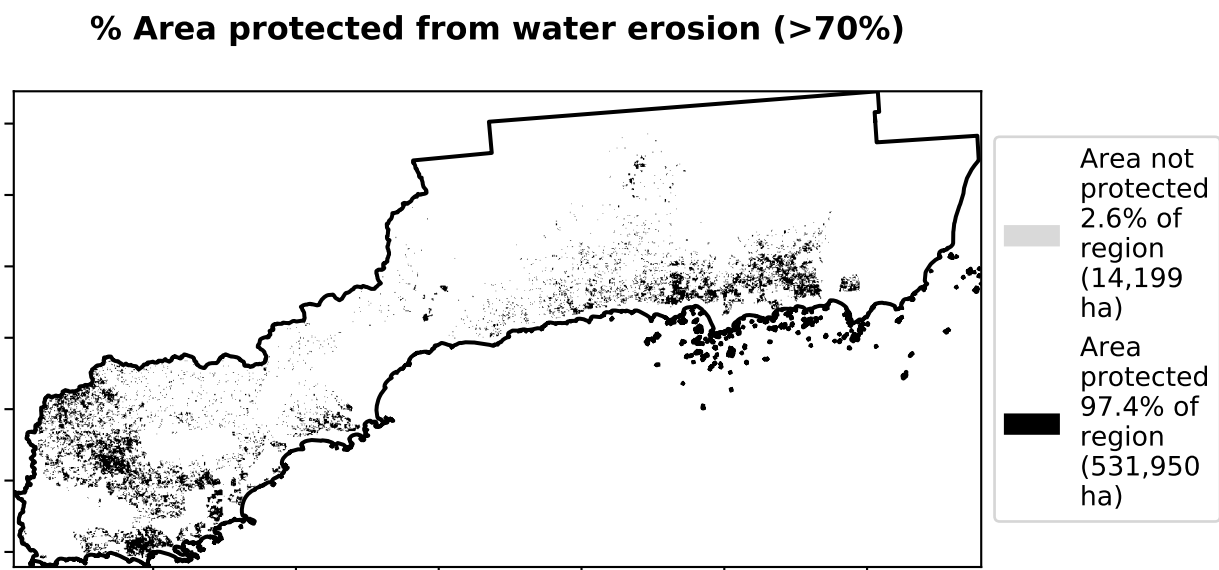 % Area protected from water erosion (>70%)
Area not
protected
2.6% of
region
(14,199
ha)
Area
protected
97.4% of
region
(531,950
ha)